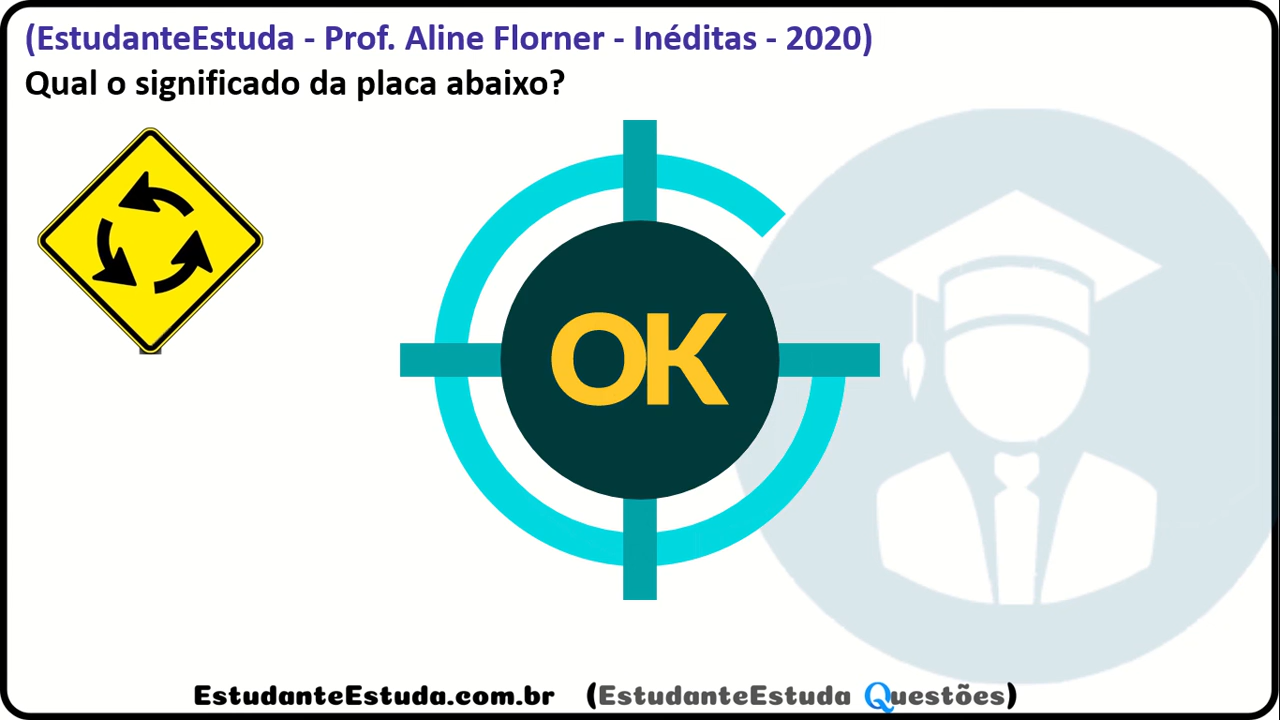 (EstudanteEstuda - Prof. Aline Florner - Inéditas - 2020)
Qual o significado da placa abaixo?
OK
EstudanteEstuda.com.br (EstudanteEstuda Questões)